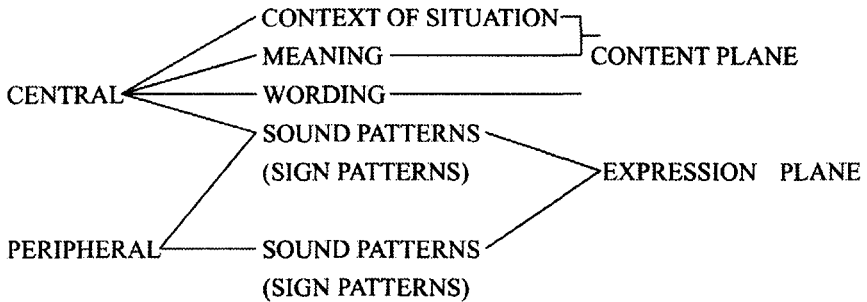 CONTEXT OF SITUATION
MEANING
CONTENT PLANE
CENTRAL
WORDING
SOUND PATTERNS
(SIGN PATTERNS)
EXPRESSION PLANE
PERIPHERAL
SOUND PATTERNS
(SIGN PATTERNS)